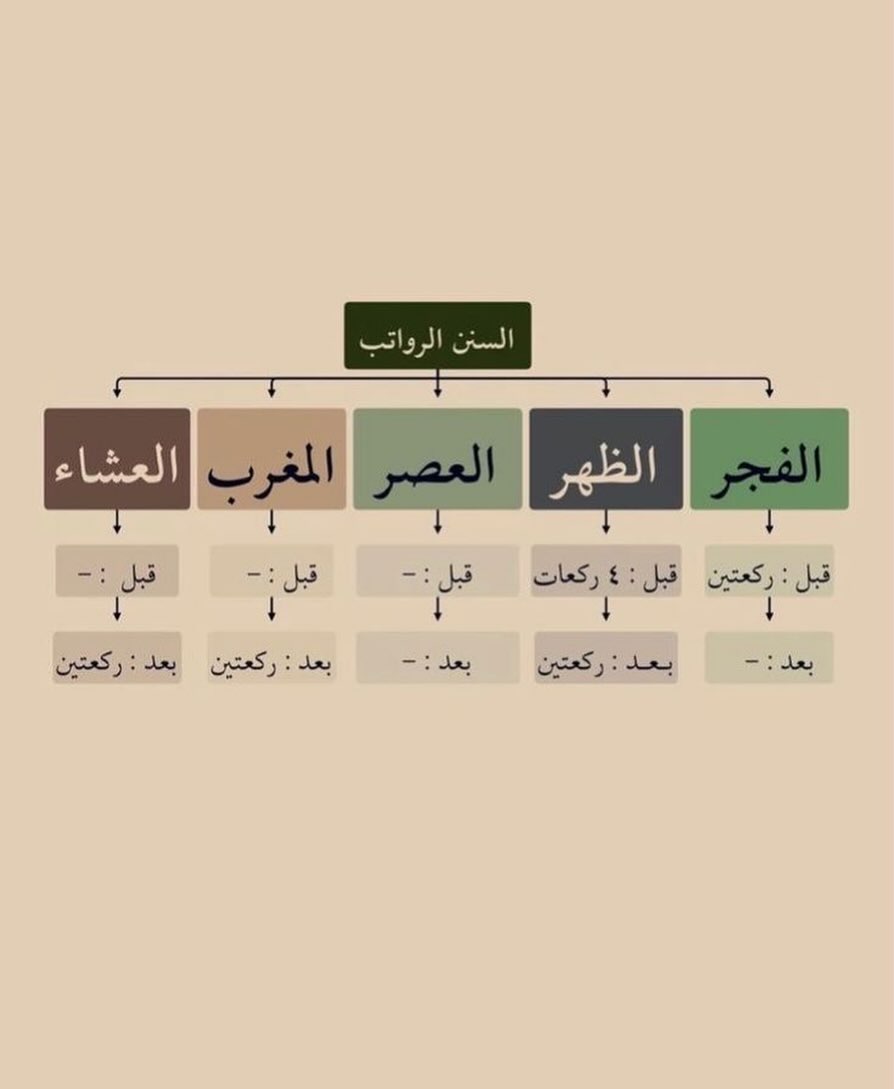 السنن الرواتب
الفجر
الظهر
العصر
المغرب
العشاء
قبل : ركعتين
قبل : ٤ ركعات
قبل : -
قبل : -
قبل : -
بعد : -
بعد : ركعتين
بعد : -
بعد : ركعتين
بعد : ركعتين